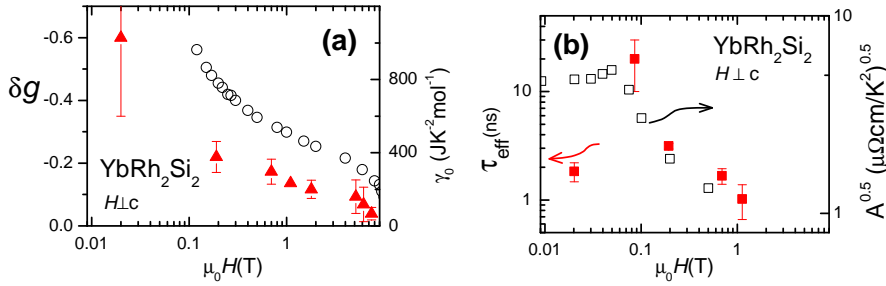 (a)
-0.6
-0.4
-0.2
0.0
δg
800
400
0
γ₀ (JK⁻²mol⁻¹)
YbRh₂Si₂
H⊥c
0.01
0.1
1
μ₀H(T)
(b)
10
1
τeff(ns)
YbRh₂Si₂
H⊥c
10
1
A⁰·⁵ (μΩcm/K²)⁰·⁵
0.01
0.1
1
μ₀H(T)